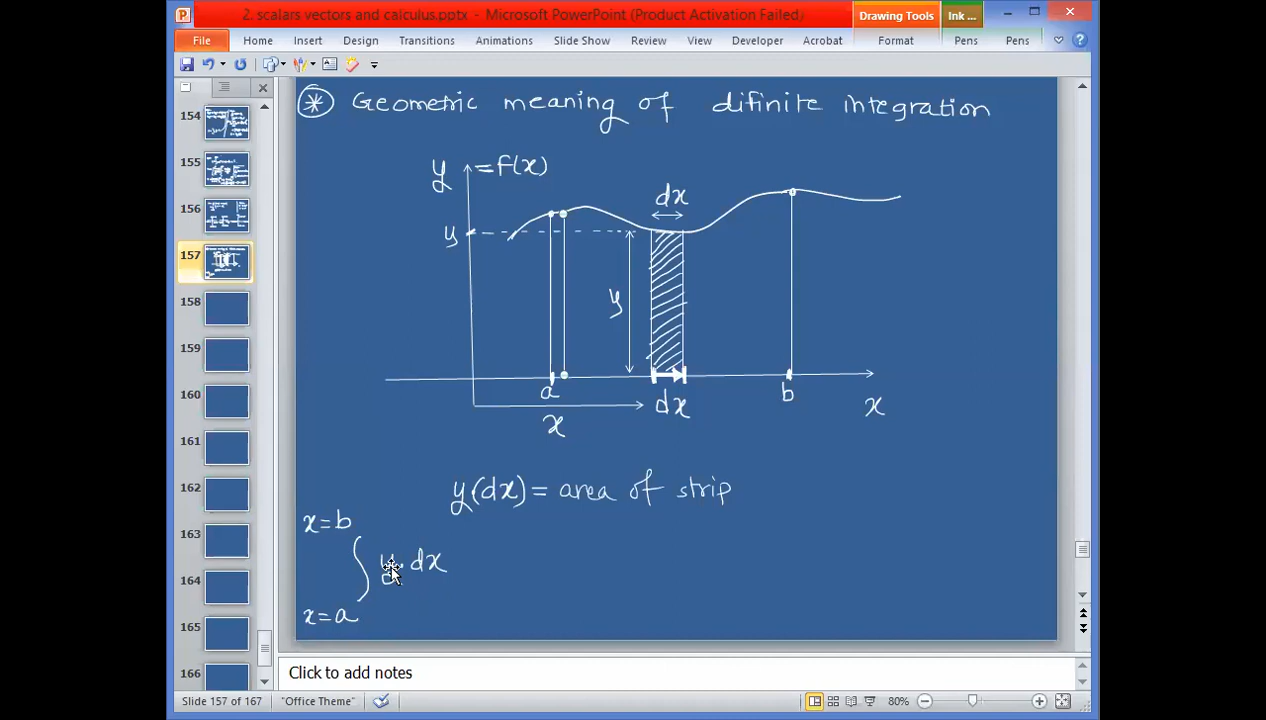 2. scalars vectors and calculus.pptx - Microsoft PowerPoint (Product Activation Failed)
Drawing Tools
Ink ...
File Home Insert Design Transitions Animations Slide Show Review View Developer Acrobat Format Pens Pens
154
155
156
157
158
159
160
161
162
163
164
165
166
Geometric meaning of difinite integration
y = f(x)
dx
y
y
a
dx
b
x
x
y(dx) = area of strip
x=b
∫ y. dx
x=a
Click to add notes
Slide 157 of 167
"Office Theme"
80%